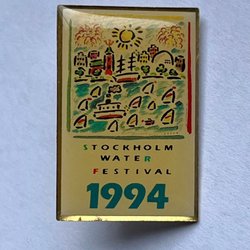 STOCKHOLM
WATER
FESTIVAL
1994